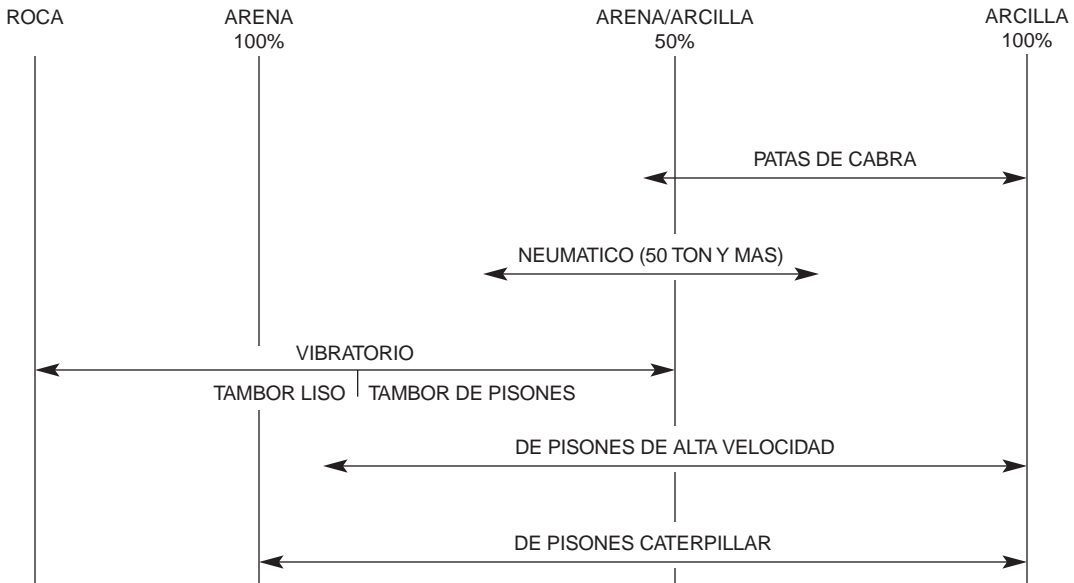 ROCA ARENA ARENA/ARCILLA ARCILLA
100% 50% 100%
PATAS DE CABRA
NEUMATICO (50 TON Y MAS)
VIBRATORIO
TAMBOR LISO TAMBOR DE PISONES
DE PISONES DE ALTA VELOCIDAD
DE PISONES CATERPILLAR